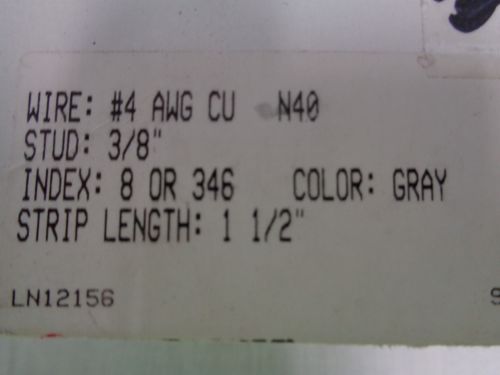 WIRE: #4 AWG CU N40
STUD: 3/8"
INDEX: 8 OR 346 COLOR: GRAY
STRIP LENGTH: 1 1/2"
LN12156